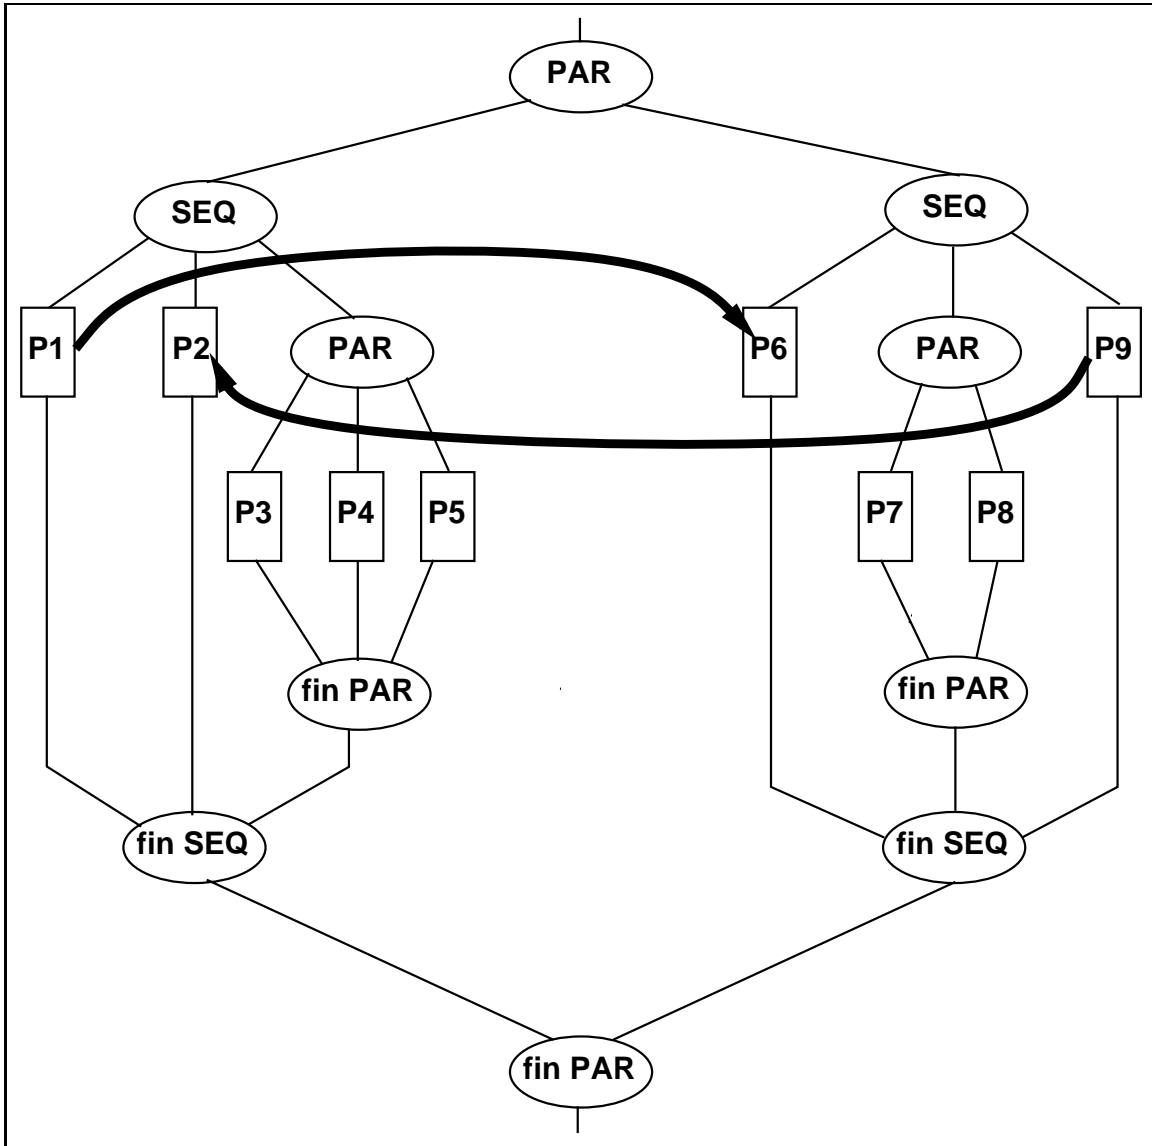 PAR
SEQ
SEQ
P1
P2
PAR
P6
PAR
P9
P3
P4
P5
P7
P8
fin PAR
fin PAR
fin SEQ
fin SEQ
fin PAR